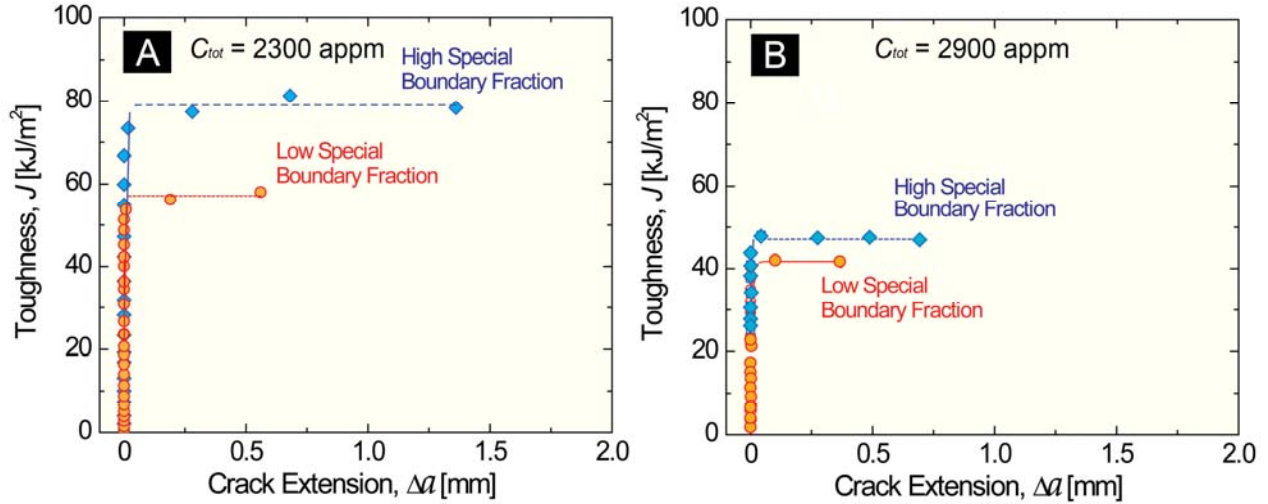 A
C_tot = 2300 appm
High Special
Boundary Fraction
Low Special
Boundary Fraction
100
80
60
40
20
0
Toughness, J [kJ/m²]
0 0.5 1.0 1.5 2.0
Crack Extension, Δa [mm]
B
C_tot = 2900 appm
High Special
Boundary Fraction
Low Special
Boundary Fraction
100
80
60
40
20
0
Toughness, J [kJ/m²]
0 0.5 1.0 1.5 2.0
Crack Extension, Δa [mm]